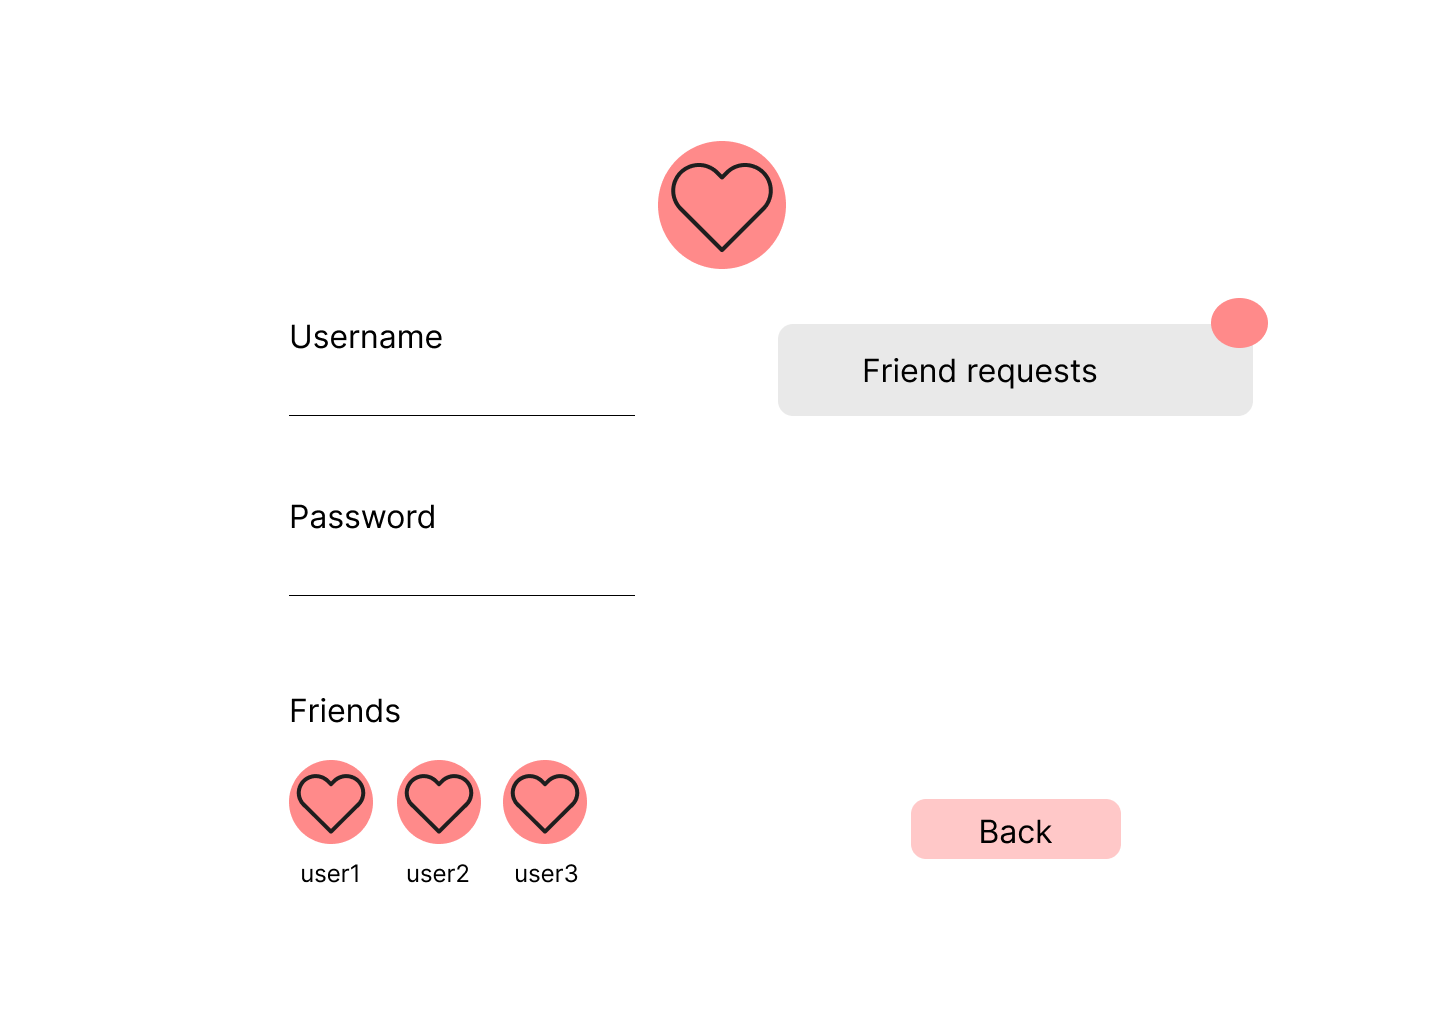 Username
Friend requests
Password
Friends
user1 user2 user3
Back